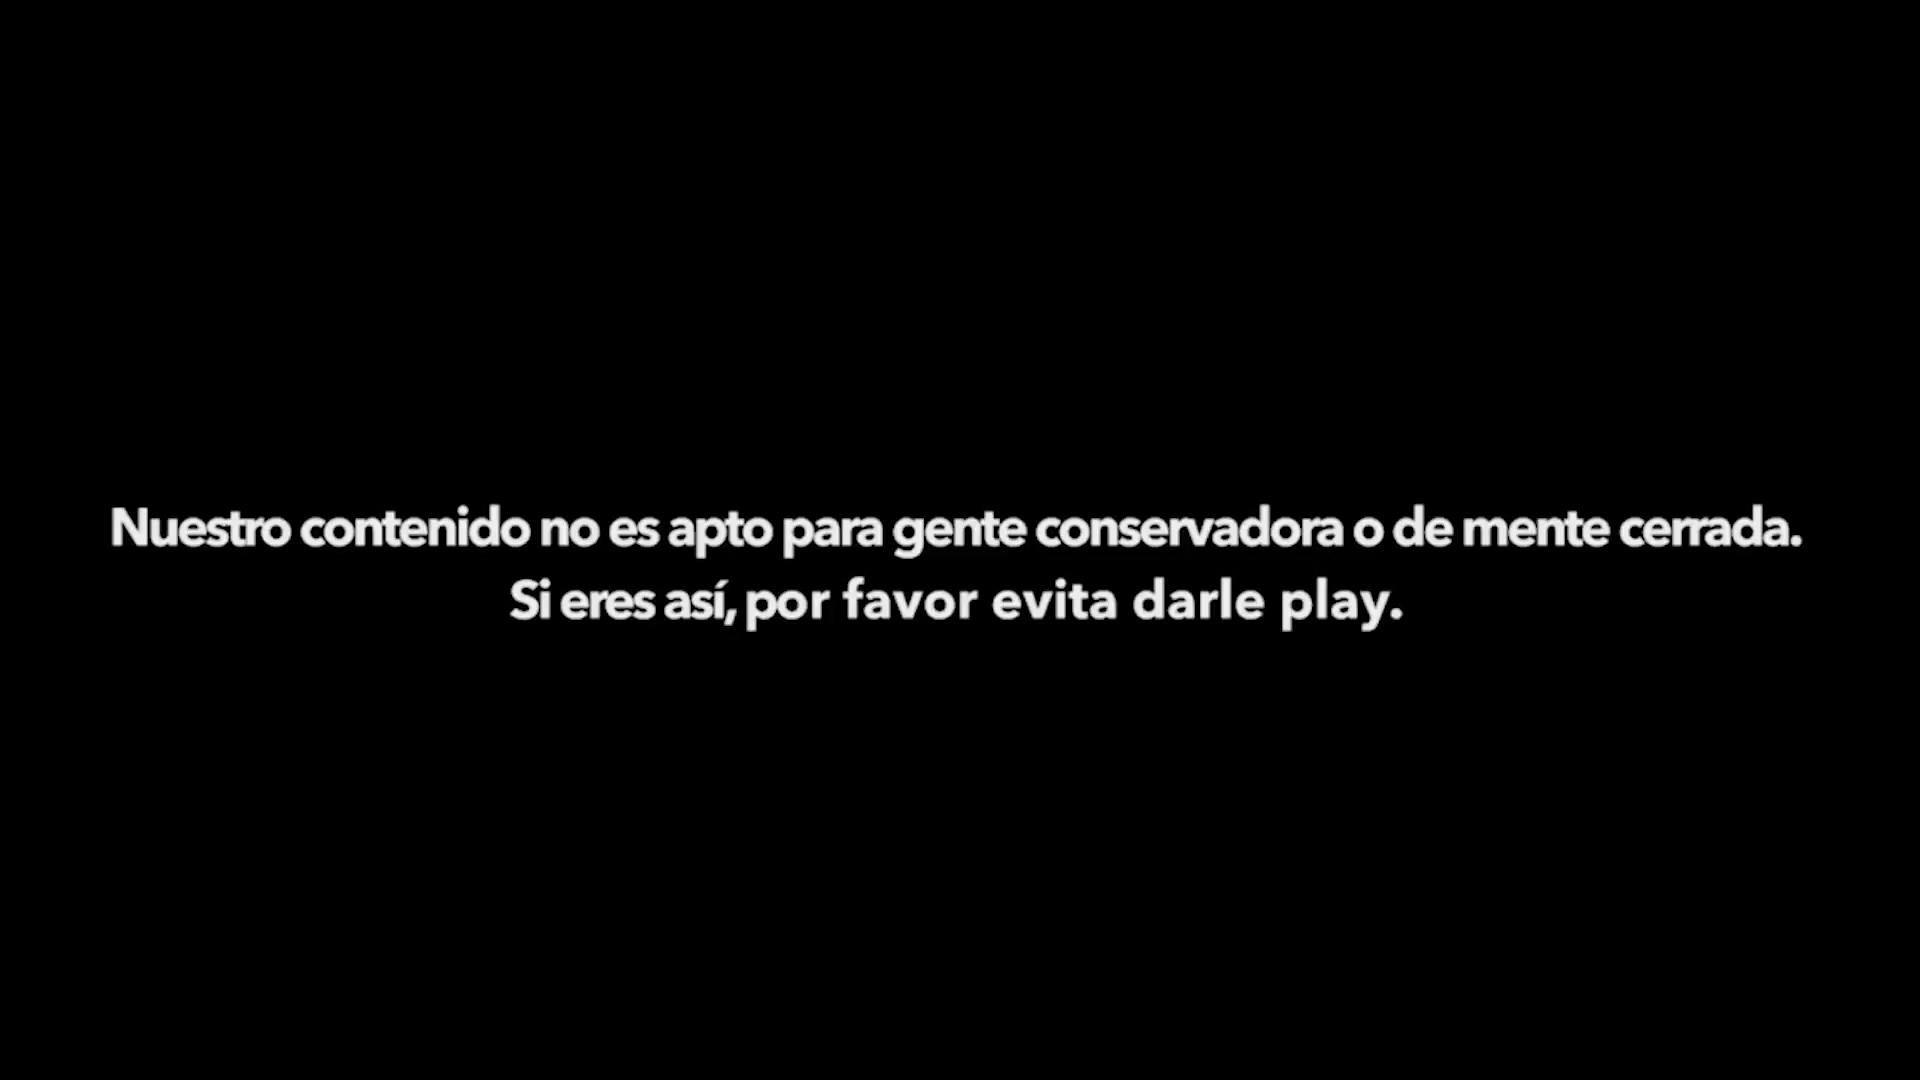 Nuestro contenido no es apto para gente conservadora o de mente cerrada.
Si eres así, por favor evita darle play.